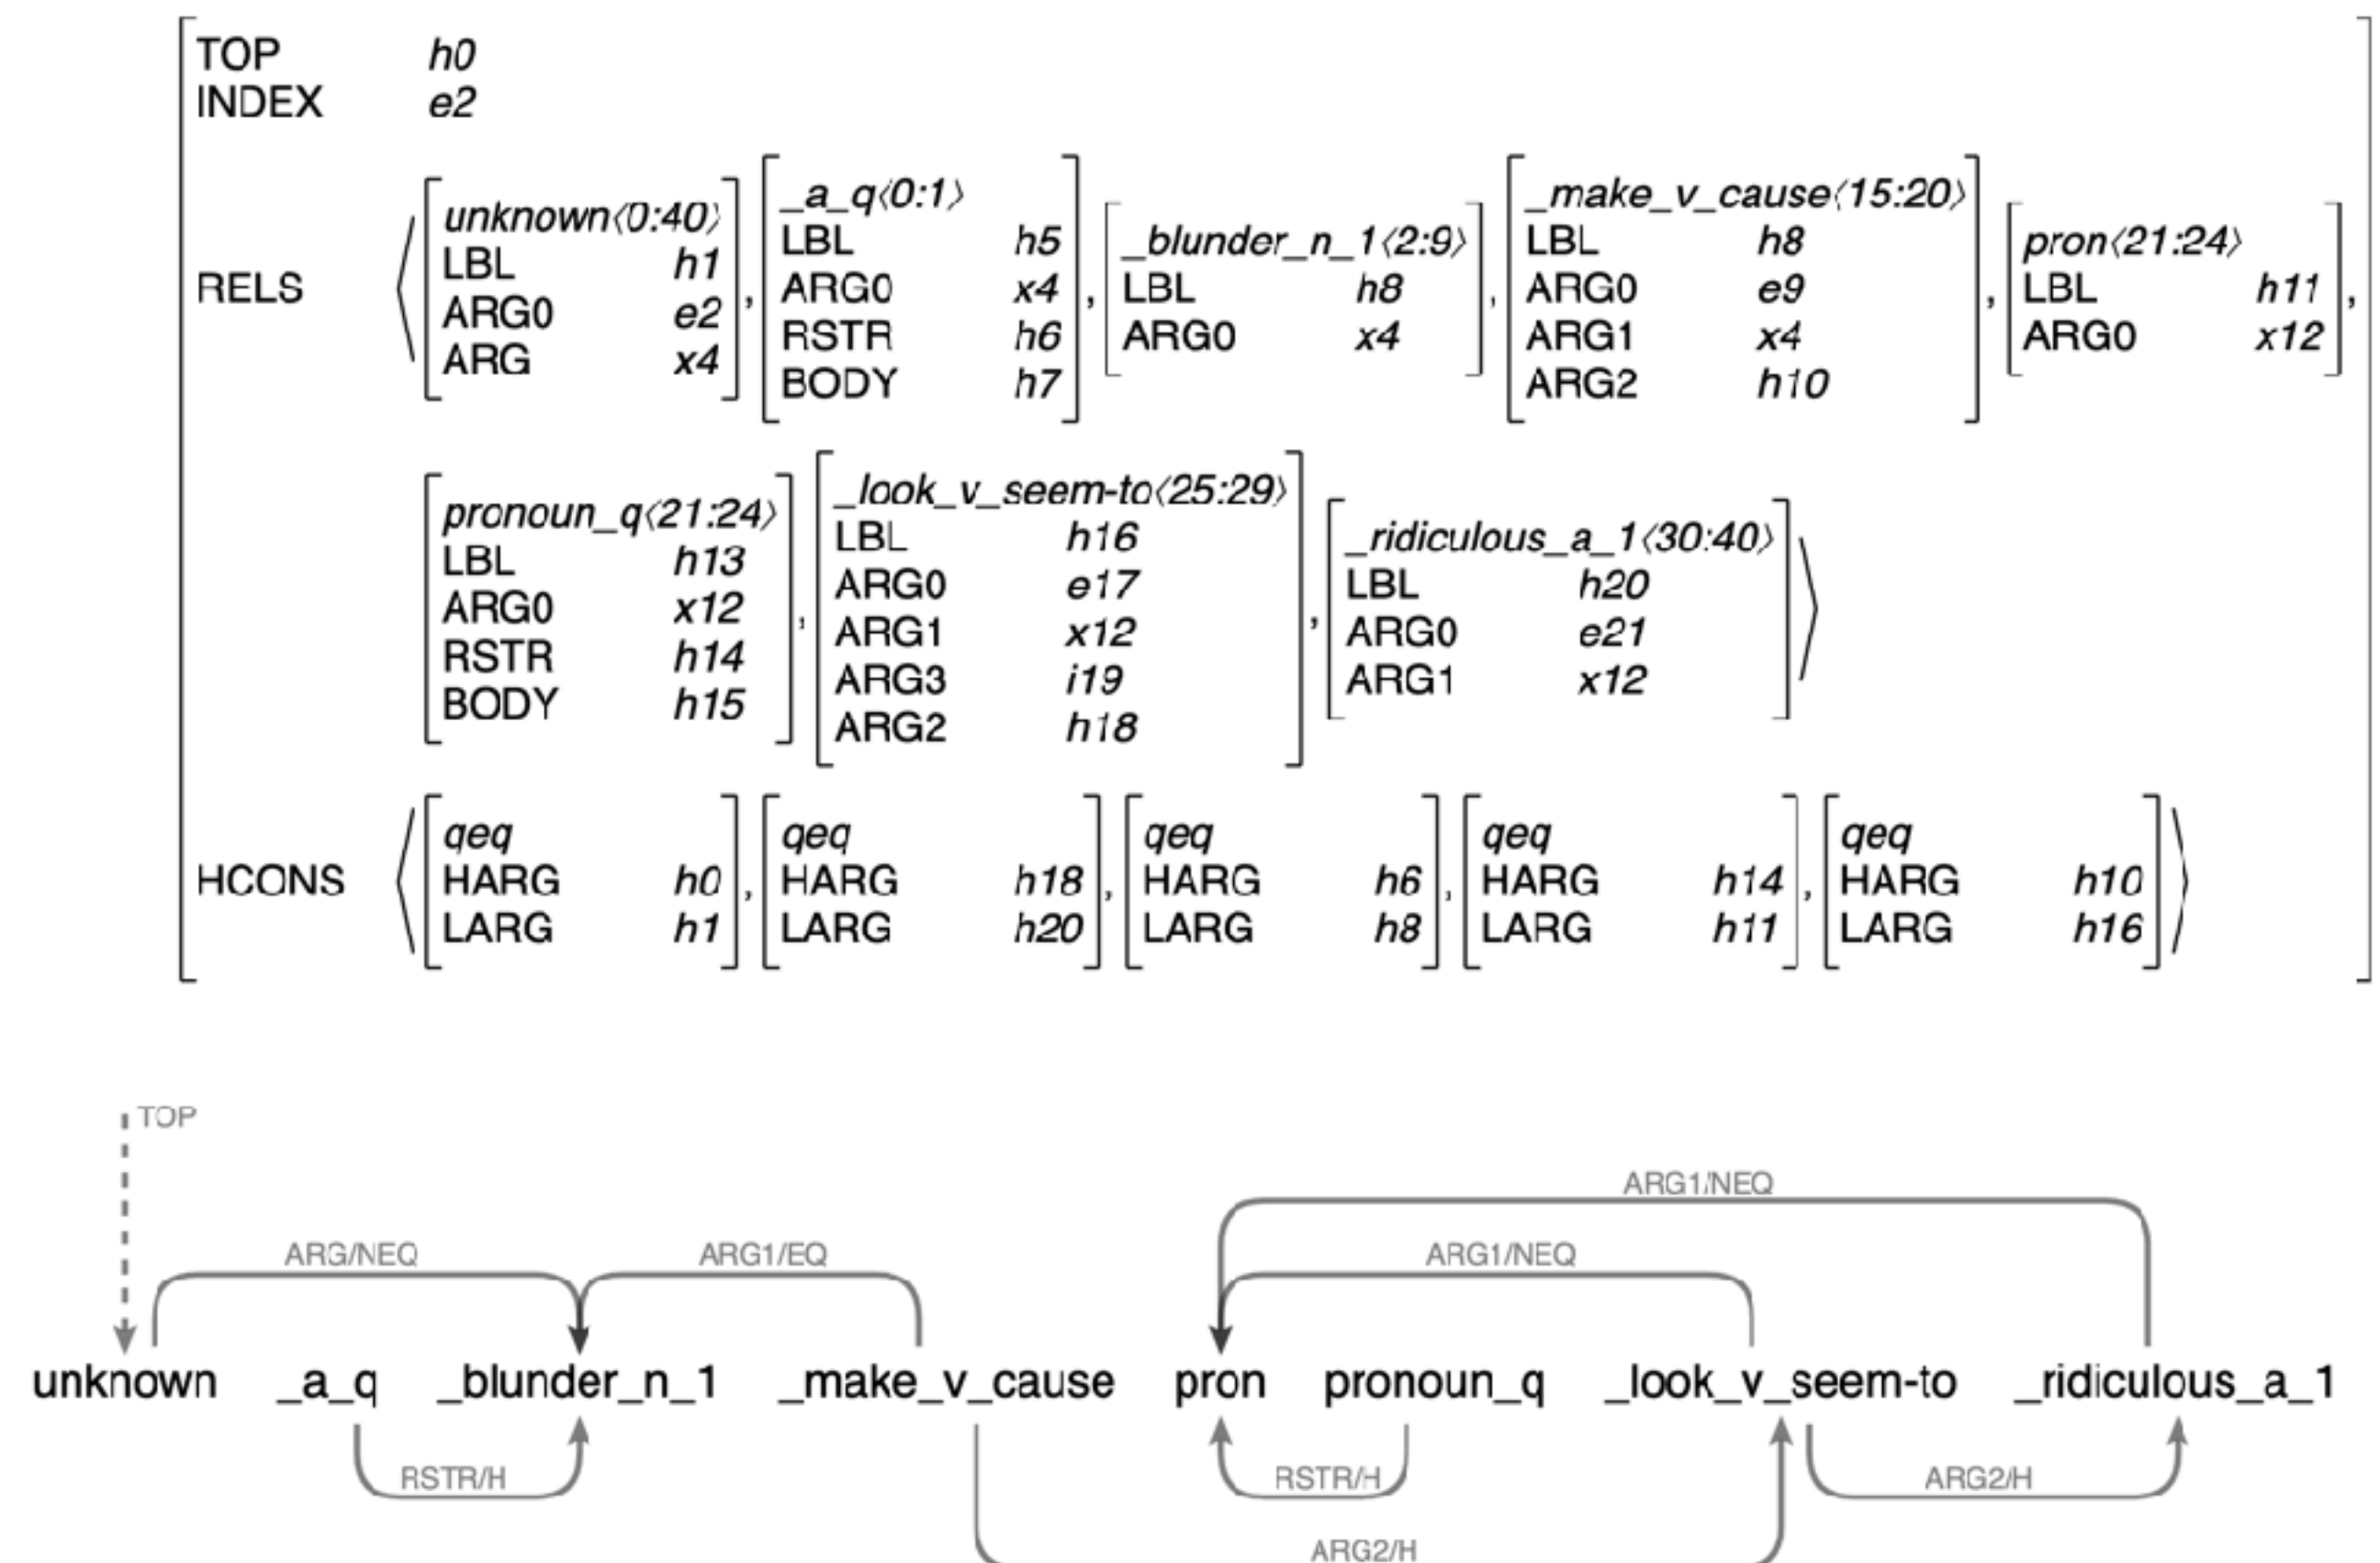 TOP h0
INDEX e2
RELS
unknown⟨0:40⟩
LBL h1
ARG0 e2
ARG x4
,
_a_q⟨0:1⟩
LBL h5
ARG0 x4
RSTR h6
BODY h7
,
_blunder_n_1⟨2:9⟩
LBL h8
ARG0 x4
,
_make_v_cause⟨15:20⟩
LBL h8
ARG0 e9
ARG1 x4
ARG2 h10
,
pron⟨21:24⟩
LBL h11
ARG0 x12
,
pronoun_q⟨21:24⟩
LBL h13
ARG0 x12
RSTR h14
BODY h15
,
_look_v_seem-to⟨25:29⟩
LBL h16
ARG0 e17
ARG1 x12
ARG3 i19
ARG2 h18
,
_ridiculous_a_1⟨30:40⟩
LBL h20
ARG0 e21
ARG1 x12
HCONS
qeq
HARG h0
LARG h1
,
qeq
HARG h18
LARG h20
,
qeq
HARG h6
LARG h8
,
qeq
HARG h14
LARG h11
,
qeq
HARG h10
LARG h16
TOP
ARG1/NEQ
ARG/NEQ ARG1/EQ ARG1/NEQ
unknown _a_q _blunder_n_1 _make_v_cause pron pronoun_q _look_v_seem-to _ridiculous_a_1
RSTR/H RSTR/H ARG2/H
ARG2/H